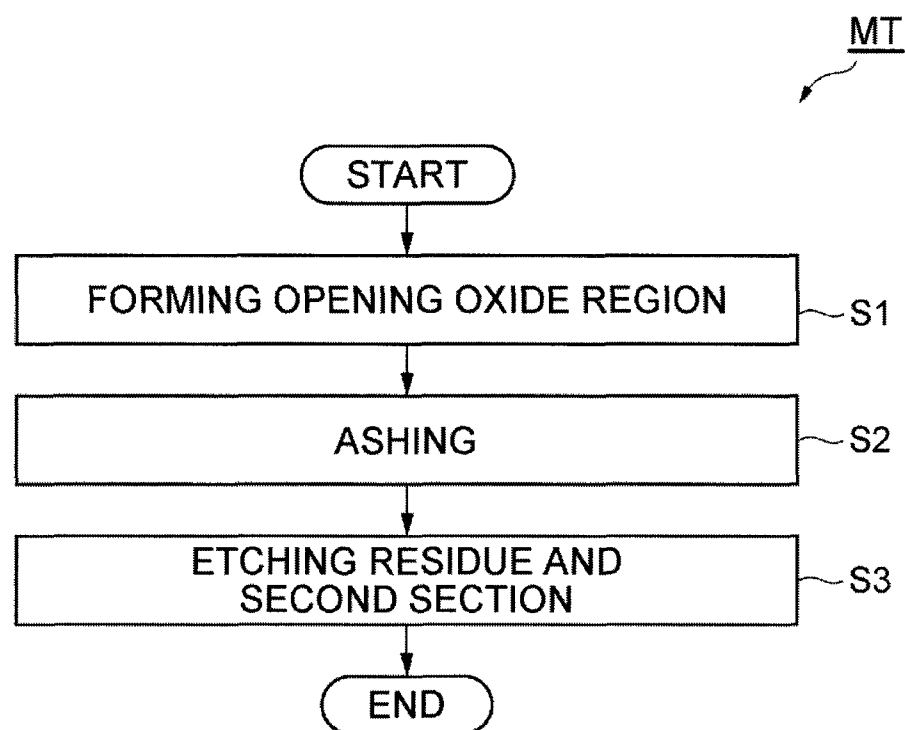 MT
START
FORMING OPENING OXIDE REGION
S1
ASHING
S2
ETCHING RESIDUE AND
SECOND SECTION
S3
END